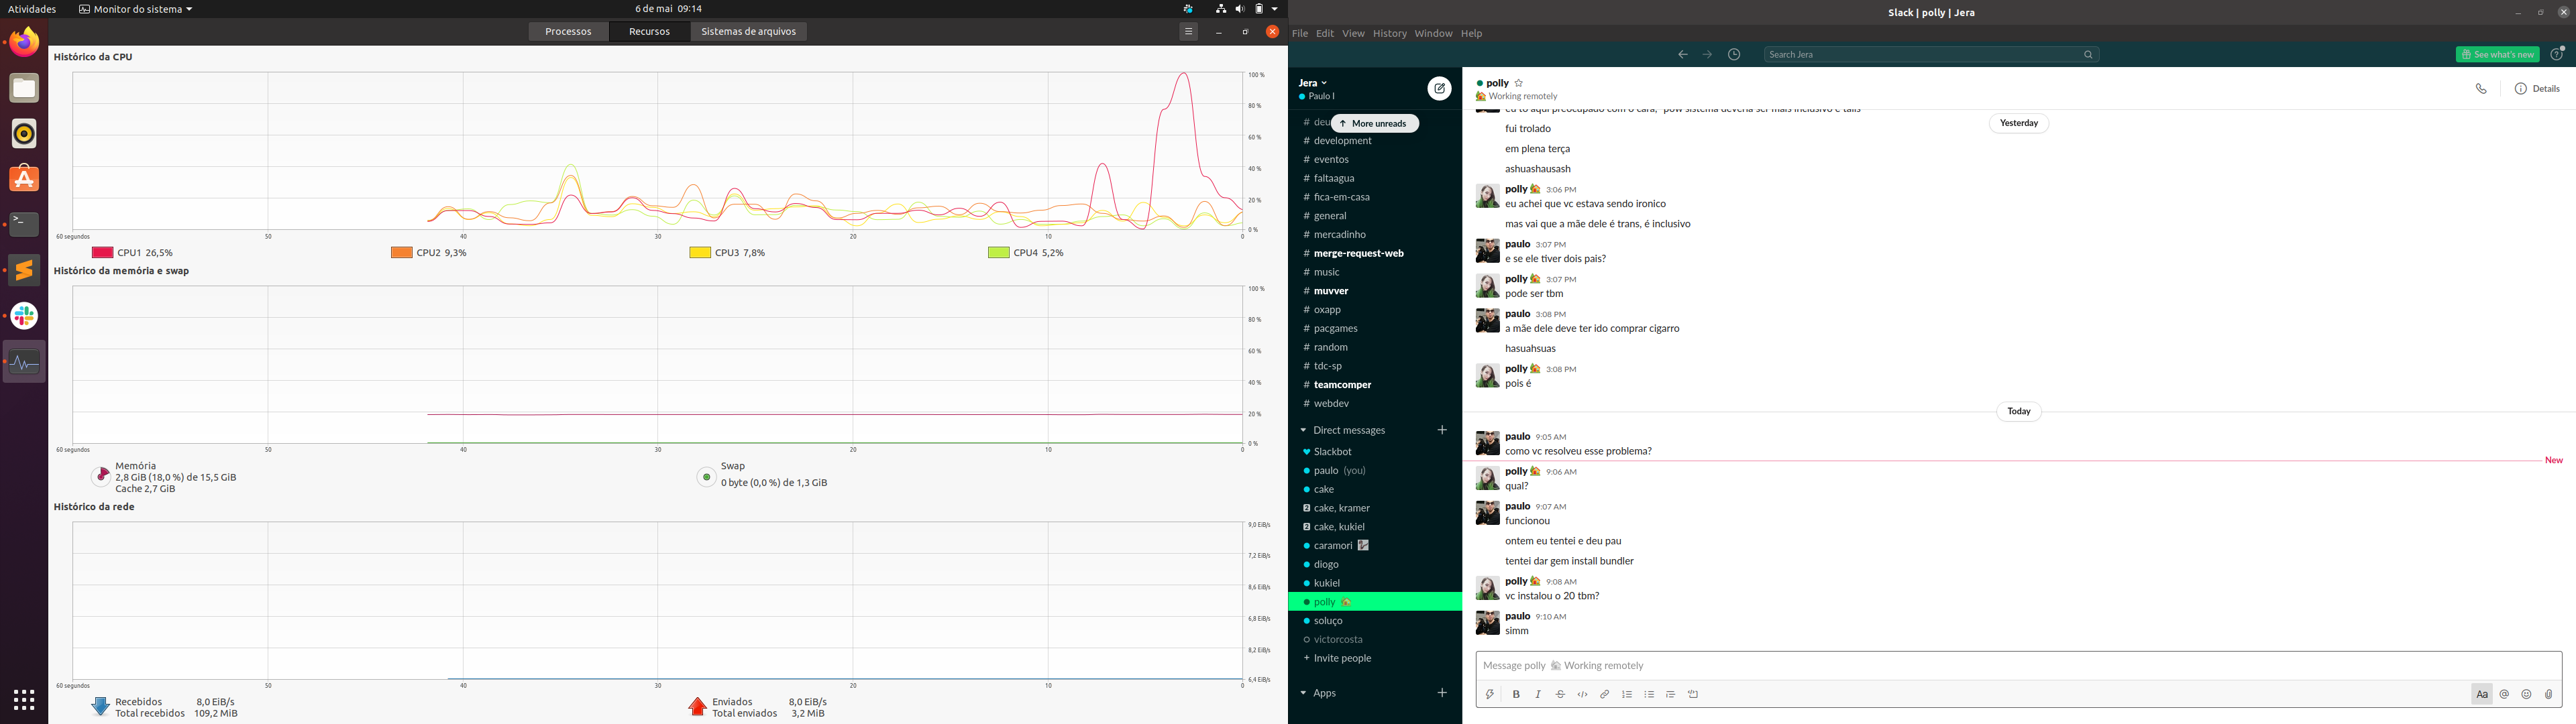 Atividades
Monitor do sistema
6 de mai 09:14
Processos
Recursos
Sistemas de arquivos
Histórico da CPU
100 %
80 %
60 %
40 %
20 %
0 %
60 segundos
50
40
30
20
10
0
CPU1 26,5%
CPU2 9,3%
CPU3 7,8%
CPU4 5,2%
Histórico da memória e swap
100 %
80 %
60 %
40 %
20 %
0 %
60 segundos
50
40
30
20
10
0
Memória
2,8 GiB (18,0 %) de 15,5 GiB
Cache 2,7 GiB
Swap
0 byte (0,0 %) de 1,3 GiB
Histórico da rede
9,0 EiB/s
7,2 EiB/s
8,6 EiB/s
6,8 EiB/s
8,2 EiB/s
6,4 EiB/s
60 segundos
50
40
30
20
10
0
Recebidos 8,0 EiB/s
Total recebidos 109,2 MiB
Enviados 8,0 EiB/s
Total enviados 3,2 MiB
Slack | polly | Jera
File Edit View History Window Help
Search Jera
See what's new
Jera
Paulo I
# deu
More unreads
# development
# eventos
# faltaagua
# fica-em-casa
# general
# mercadinho
# merge-request-web
# music
# muvver
# oxapp
# pacgames
# random
# tdc-sp
# teamcomper
# webdev
Direct messages
Slackbot
paulo (you)
cake
2 cake, kramer
2 cake, kukiel
caramori
diogo
kukiel
polly
soluço
victorcosta
+ Invite people
Apps
polly
Working remotely
Details
eu to aqui preocupado com o cara, "pow sistema deveria ser mais inclusivo e tals"
Yesterday
fui trolado
em plena terça
ashuashausash
polly 3:06 PM
eu achei que vc estava sendo ironico
mas vai que a mãe dele é trans, é inclusivo
paulo 3:07 PM
e se ele tiver dois pais?
polly 3:07 PM
pode ser tbm
paulo 3:08 PM
a mãe dele deve ter ido comprar cigarro
hasuahsuas
polly 3:08 PM
pois é
Today
paulo 9:05 AM
como vc resolveu esse problema?
New
polly 9:06 AM
qual?
paulo 9:07 AM
funcionou
ontem eu tentei e deu pau
tentei dar gem install bundler
polly 9:08 AM
vc instalou o 20 tbm?
paulo 9:10 AM
simm
Message polly Working remotely
B I S
Aa @